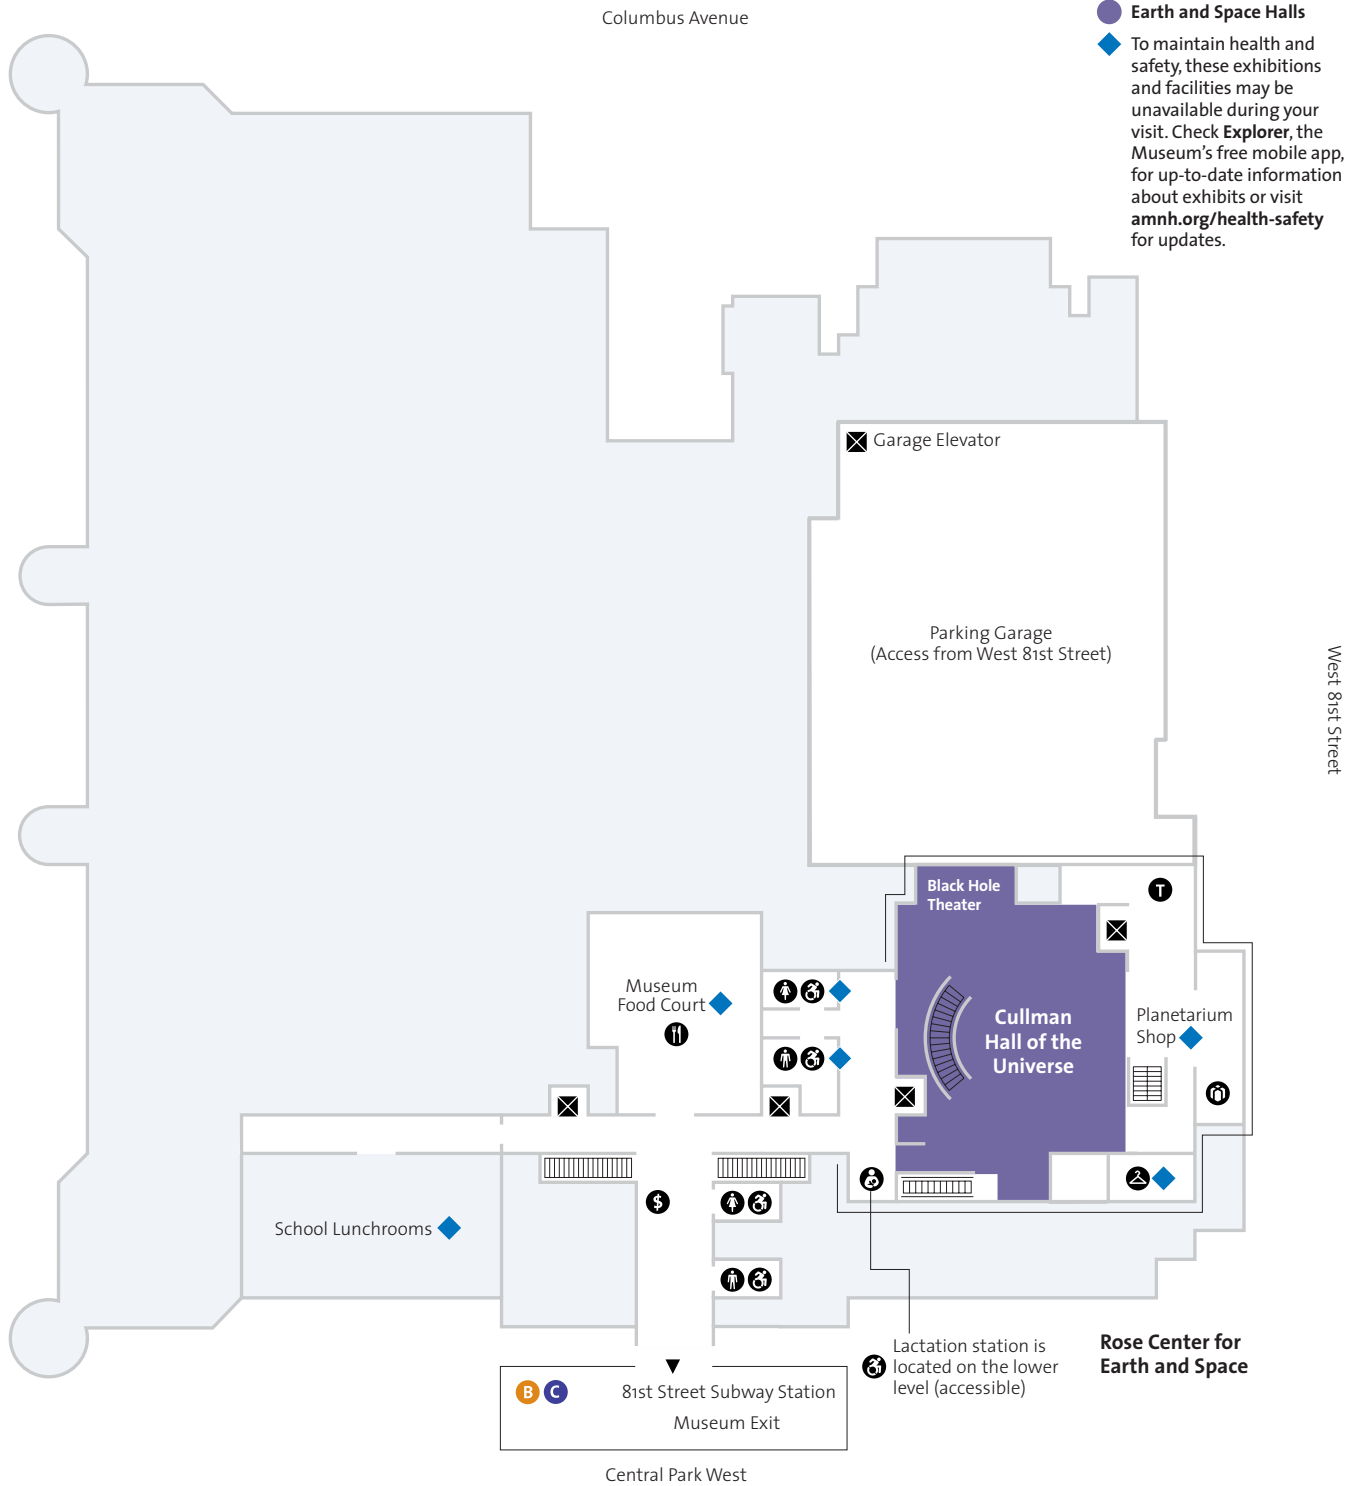 Columbus Avenue
Earth and Space Halls
To maintain health and
safety, these exhibitions
and facilities may be
unavailable during your
visit. Check Explorer, the
Museum's free mobile app,
for up-to-date information
about exhibits or visit
amnh.org/health-safety
for updates.
Garage Elevator
Parking Garage
(Access from West 81st Street)
West 81st Street
Black Hole
Theater
T
Museum
Food Court
Cullman
Hall of the
Universe
Planetarium
Shop
$
School Lunchrooms
Lactation station is
located on the lower
level (accessible)
Rose Center for
Earth and Space
B C
81st Street Subway Station
Museum Exit
Central Park West